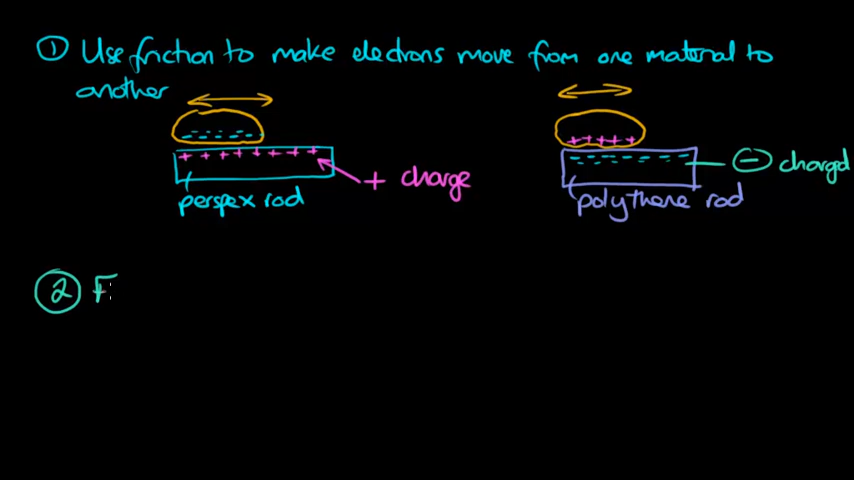 ① Use friction to make electrons move from one material to
another
+ charge
⊖ charged
perspex rod
polythene rod
② F